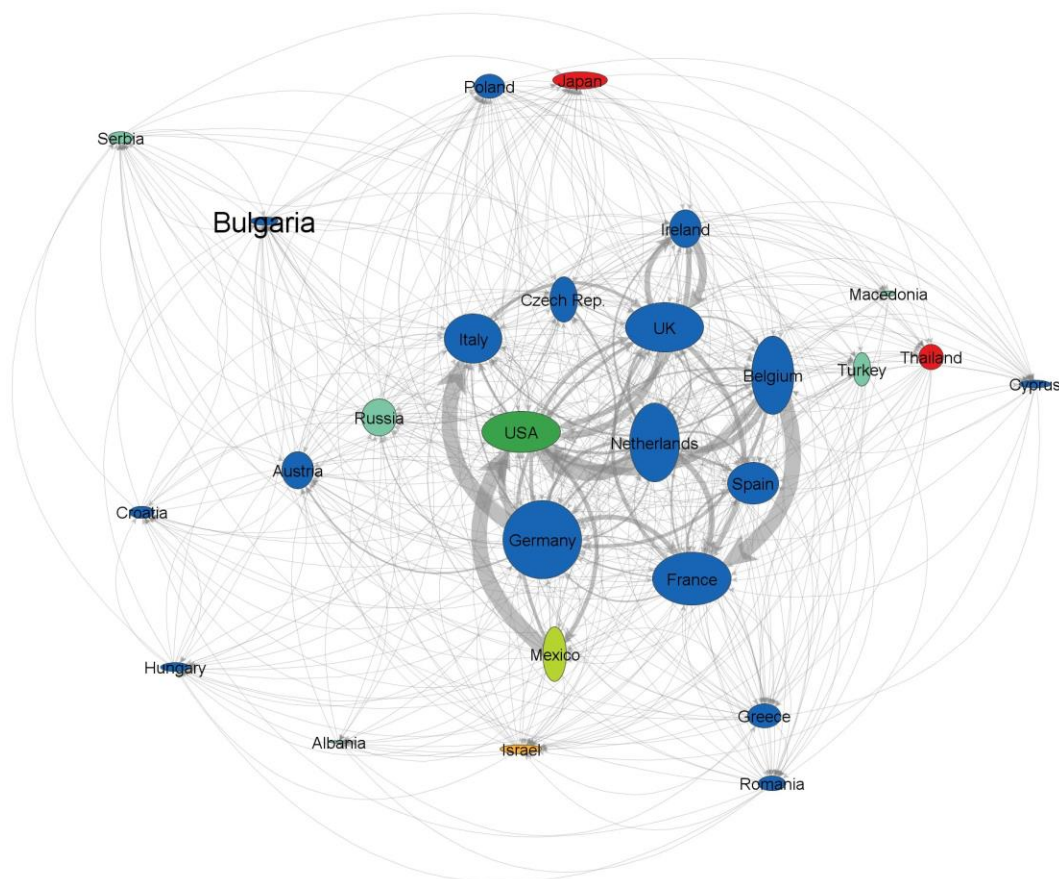 Poland
Japan
Serbia
Bulgaria
Ireland
Czech Rep.
Macedonia
UK
Italy
Thailand
Turkey
Belgium
Cyprus
Russia
USA
Netherlands
Austria
Spain
Croatia
Germany
France
Mexico
Hungary
Greece
Albania
Israel
Romania